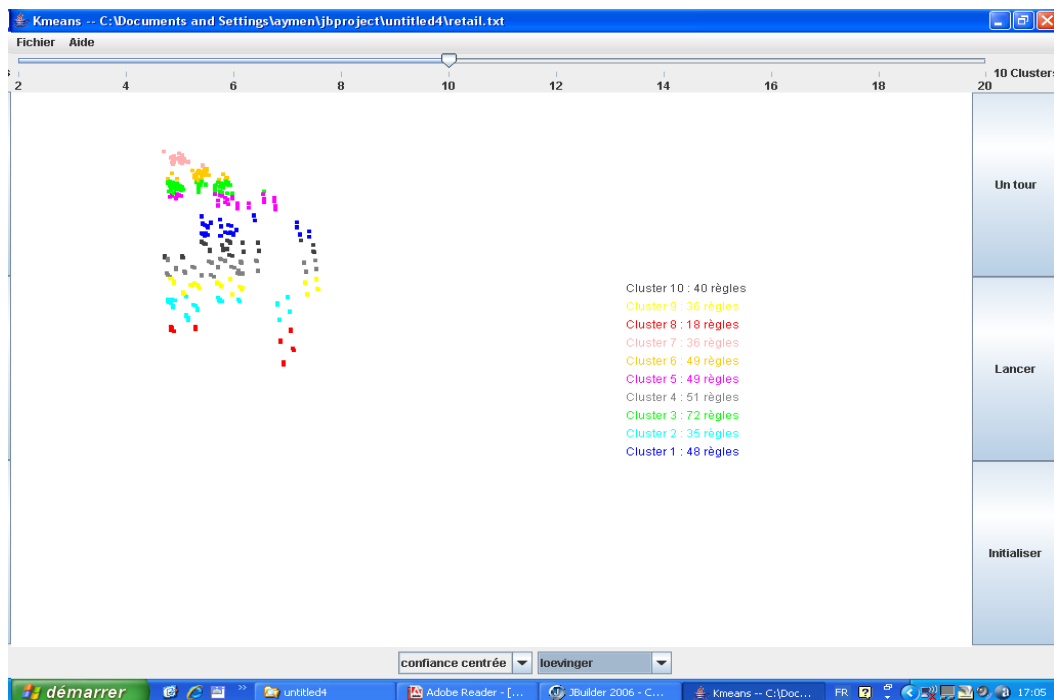 Kmeans -- C:\Documents and Settings\aymen\jbproject\untitled4\retail.txt
Fichier Aide
2 4 6 8 10 12 14 16 18 20
10 Clusters
Un tour
Cluster 10 : 40 règles
Cluster 9 : 36 règles
Cluster 8 : 18 règles
Cluster 7 : 36 règles
Cluster 6 : 49 règles
Cluster 5 : 49 règles
Cluster 4 : 51 règles
Cluster 3 : 72 règles
Cluster 2 : 35 règles
Cluster 1 : 48 règles
Lancer
Initialiser
confiance centrée loevinger
démarrer » untitled4 Adobe Reader - [... JBuilder 2006 - C... Kmeans -- C:\Doc... FR 17:05